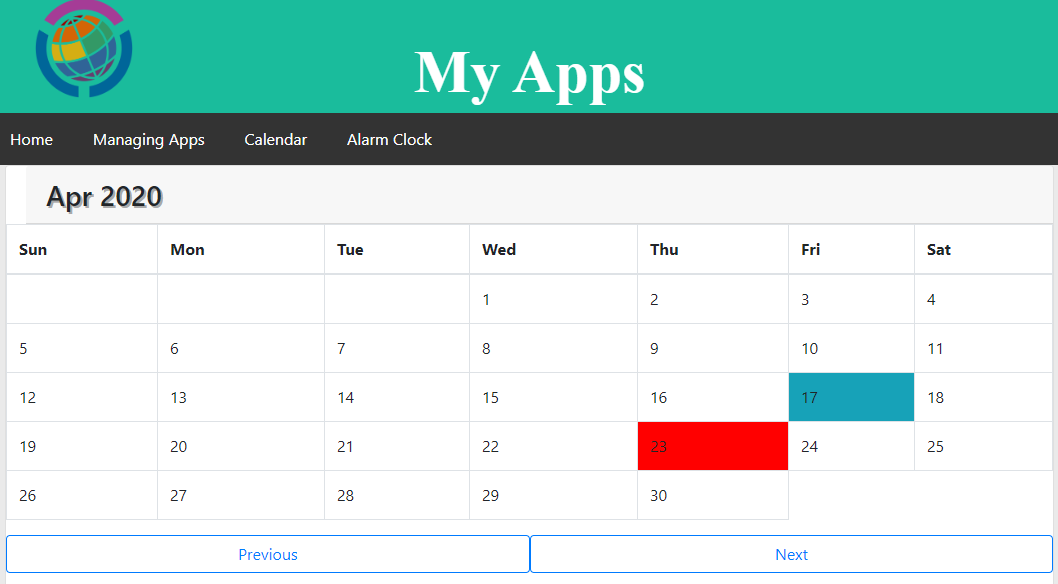 My Apps
Home Managing Apps Calendar Alarm Clock
Apr 2020
Sun Mon Tue Wed Thu Fri Sat
1 2 3 4
5 6 7 8 9 10 11
12 13 14 15 16 17 18
19 20 21 22 23 24 25
26 27 28 29 30
Previous Next